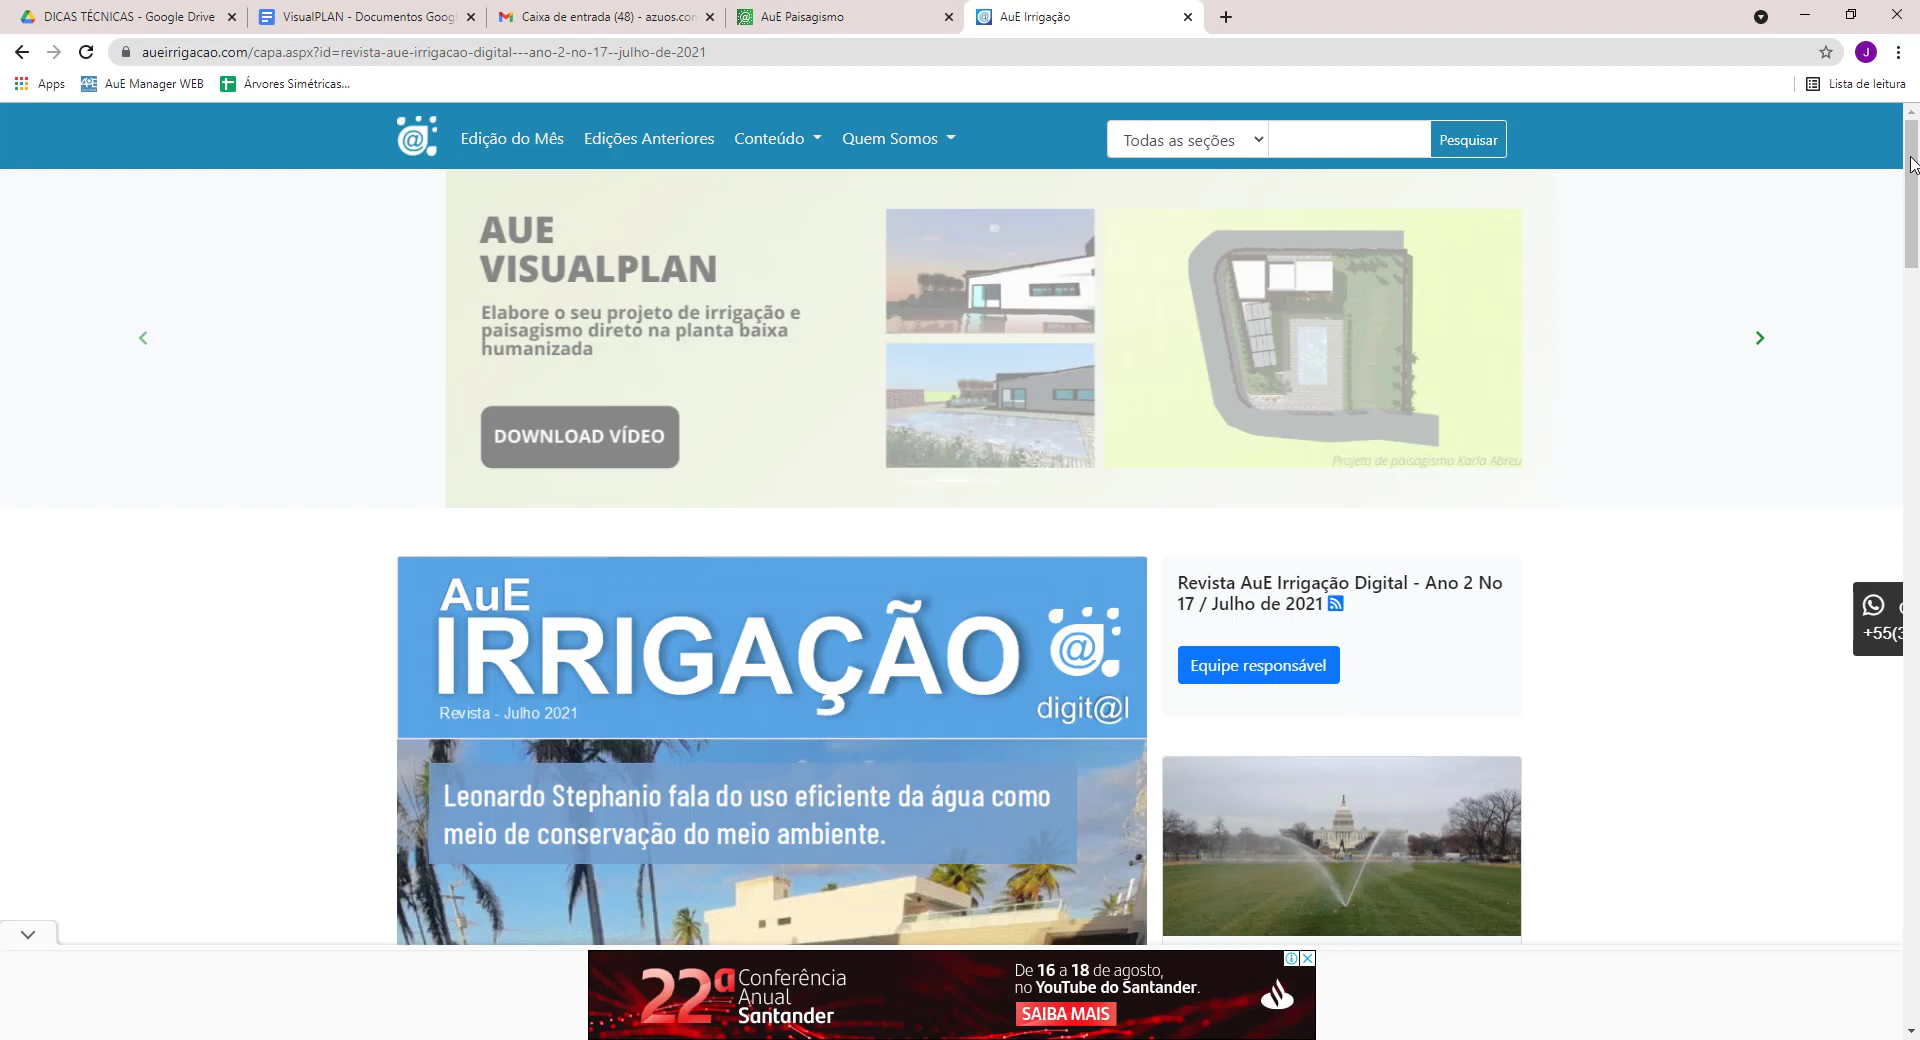 DICAS TÉCNICAS - Google Drive
VisualPLAN - Documentos Goog
Caixa de entrada (48) - azuos.con
AuE Paisagismo
AuE Irrigação
aueirrigacao.com/capa.aspx?id=revista-aue-irrigacao-digital---ano-2-no-17--julho-de-2021
J
Apps
AuE Manager WEB
Árvores Simétricas...
Lista de leitura
Edição do Mês
Edições Anteriores
Conteúdo
Quem Somos
Todas as seções
Pesquisar
AUE
VISUALPLAN
Elabore o seu projeto de irrigação e
paisagismo direto na planta baixa
humanizada
DOWNLOAD VÍDEO
Projeto de paisagismo Karla Abreu
AuE
IRRIGAÇÃO
Revista - Julho 2021
digit@l
Leonardo Stephanio fala do uso eficiente da água como
meio de conservação do meio ambiente.
Revista AuE Irrigação Digital - Ano 2 No
17 / Julho de 2021
Equipe responsável
+55(3
22ª Conferência
Anual
Santander
De 16 a 18 de agosto,
no YouTube do Santander.
SAIBA MAIS